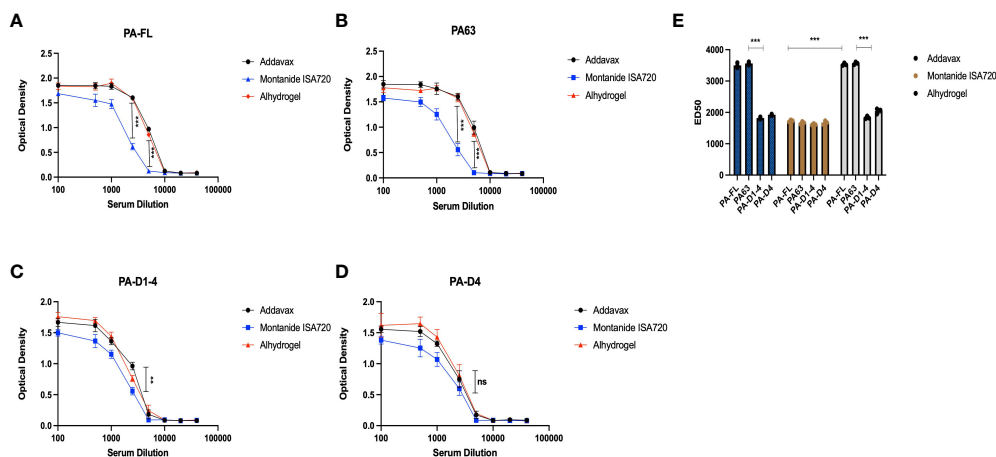 A
PA-FL
Optical Density
2.5
2.0
1.5
1.0
0.5
0.0
100
1000
10000
100000
Serum Dilution
***
***
Addavax
Montanide ISA720
Alhydrogel
B
PA63
Optical Density
2.5
2.0
1.5
1.0
0.5
0.0
100
1000
10000
100000
Serum Dilution
***
***
Addavax
Montanide ISA720
Alhydrogel
E
ED50
4000
3000
2000
1000
0
***
***
***
PA-FL
PA63
PA-D1-4
PA-D4
PA-FL
PA63
PA-D1-4
PA-D4
PA-FL
PA63
PA-D1-4
PA-D4
Addavax
Montanide ISA720
Alhydrogel
C
PA-D1-4
Optical Density
2.0
1.5
1.0
0.5
0.0
100
1000
10000
100000
Serum Dilution
**
Addavax
Montanide ISA720
Alhydrogel
D
PA-D4
Optical Density
2.0
1.5
1.0
0.5
0.0
100
1000
10000
100000
Serum Dilution
ns
Addavax
Montanide ISA720
Alhydrogel